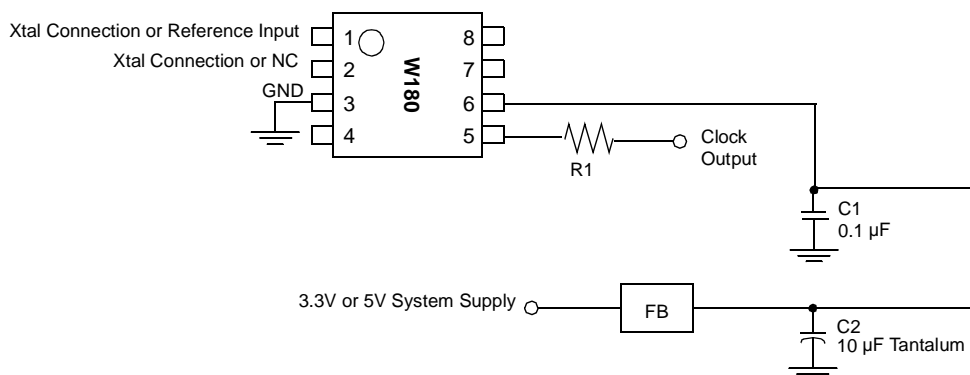 Xtal Connection or Reference Input
Xtal Connection or NC
GND
1
2
3
4
W180
8
7
6
5
R1
Clock
Output
C1
0.1 µF
3.3V or 5V System Supply
FB
C2
10 µF Tantalum